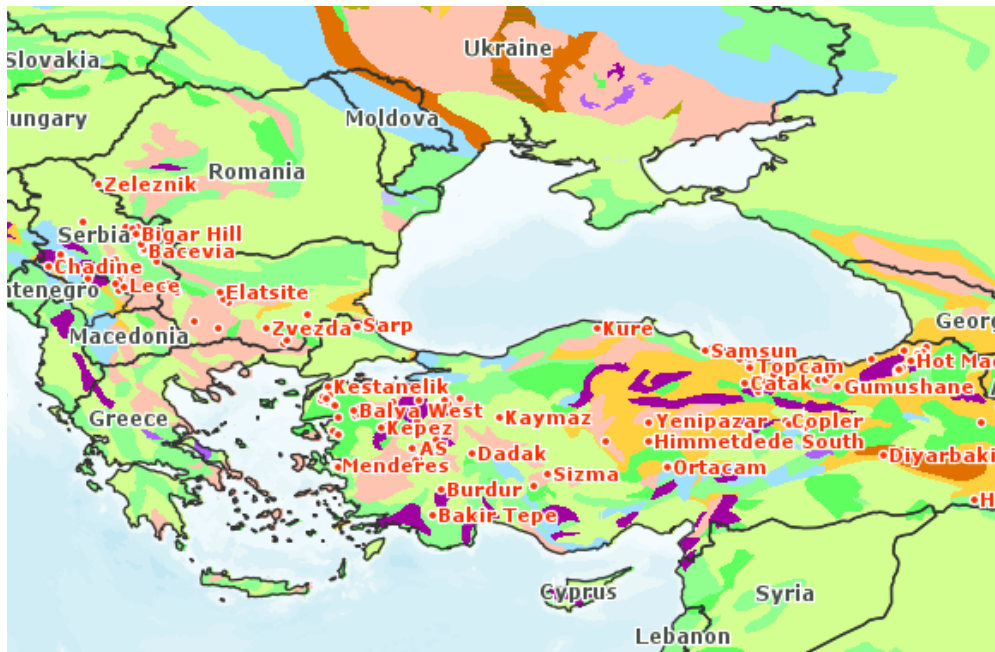 Ukraine
Slovakia
ungary
Moldova
Romania
Zeleznik
Serbia
Bigar Hill
Bacevia
Chadine
Lece
ntenegro
Elatsite
Georg
Zvezda
Sarp
Kure
Macedonia
Samsun
Hot Ma
Topcam
Catak
Gumushane
Kestanelik
Balya West
Greece
Kaymaz
Yenipazar
Copler
Kepez
Himmetdede South
AS
Dadak
Diyarbaki
Menderes
Sizma
Ortacam
Burdur
H
Bakir Tepe
Cyprus
Syria
Lebanon